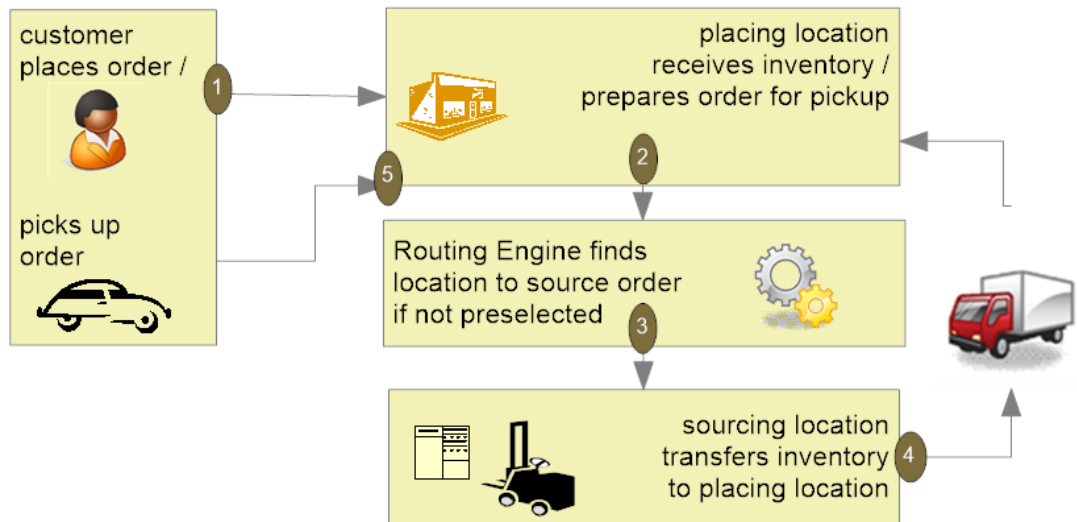 customer
places order /
1
picks up
order
placing location
receives inventory /
prepares order for pickup
2
5
Routing Engine finds
location to source order
if not preselected
3
sourcing location
transfers inventory
to placing location
4